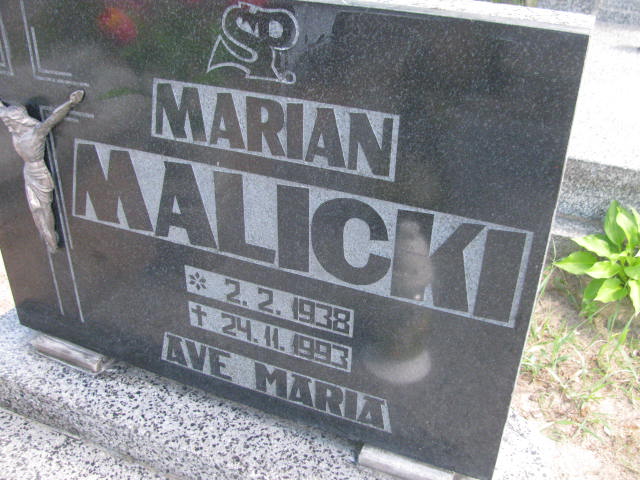 SP.
MARIAN
MALICKI
* 2.2.1938
† 24.11.1993
AVE MARIA